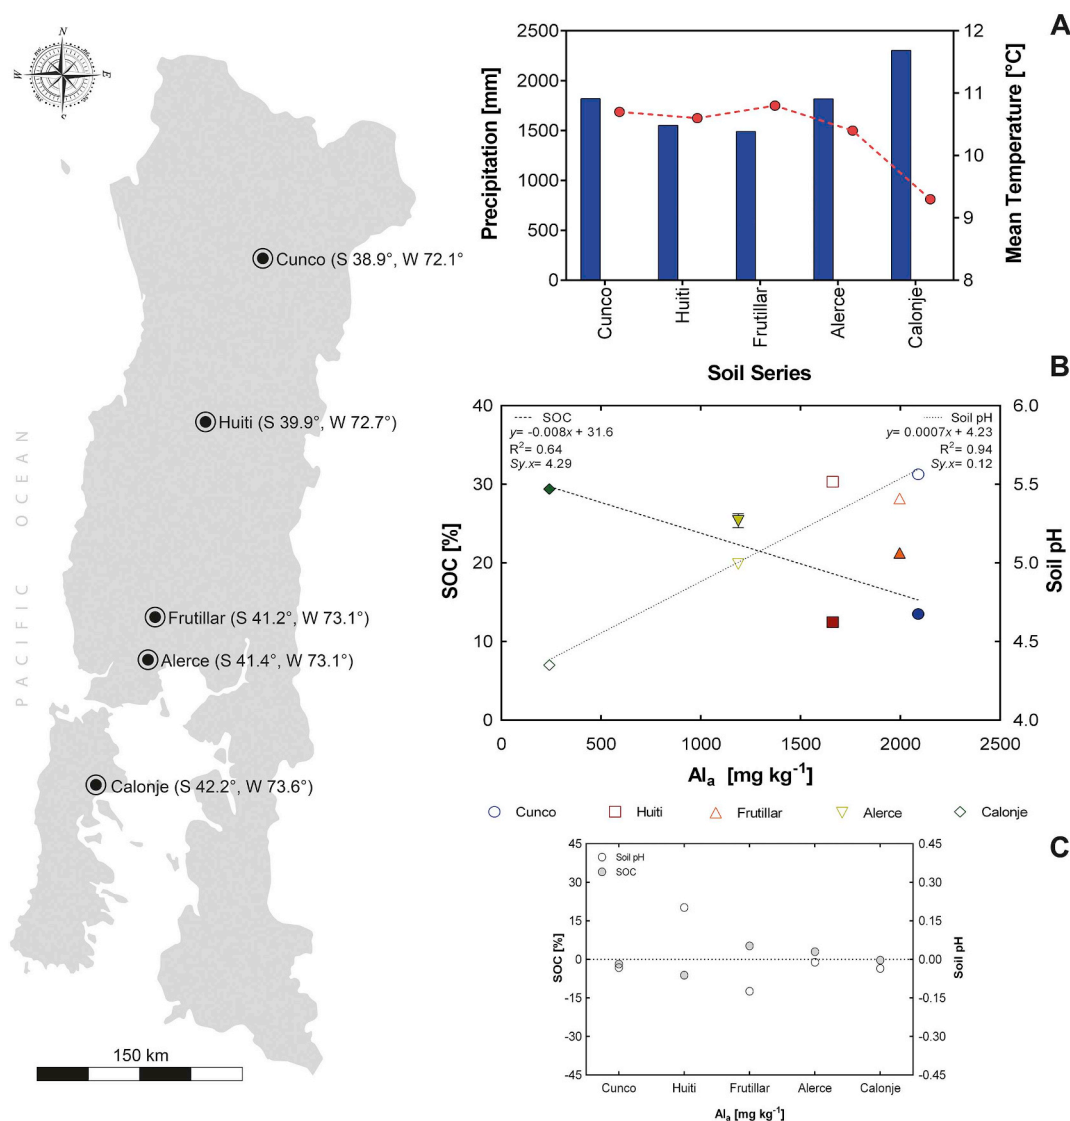 N
W
E
S
PACIFIC OCEAN
Cunco (S 38.9°, W 72.1°
Huiti (S 39.9°, W 72.7°)
Frutillar (S 41.2°, W 73.1°)
Alerce (S 41.4°, W 73.1°)
Calonje (S 42.2°, W 73.6°)
150 km
A
Precipitation [mm]
2500
2000
1500
1000
500
0
12
11
10
9
8
Mean Temperature [°C]
Cunco
Huiti
Frutillar
Alerce
Calonje
Soil Series
B
SOC [%]
40
30
20
10
0
SOC
y= -0.008x + 31.6
R²= 0.64
Sy.x= 4.29
Soil pH
y= 0.0007x + 4.23
R²= 0.94
Sy.x= 0.12
6.0
5.5
5.0
4.5
4.0
Soil pH
0 500 1000 1500 2000 2500
Alₐ [mg kg⁻¹]
Cunco Huiti Frutillar Alerce Calonje
C
SOC [%]
45
30
15
0
-15
-30
-45
Soil pH
SOC
0.45
0.30
0.15
0.00
-0.15
-0.30
-0.45
Soil pH
Cunco Huiti Frutillar Alerce Calonje
Alₐ [mg kg⁻¹]